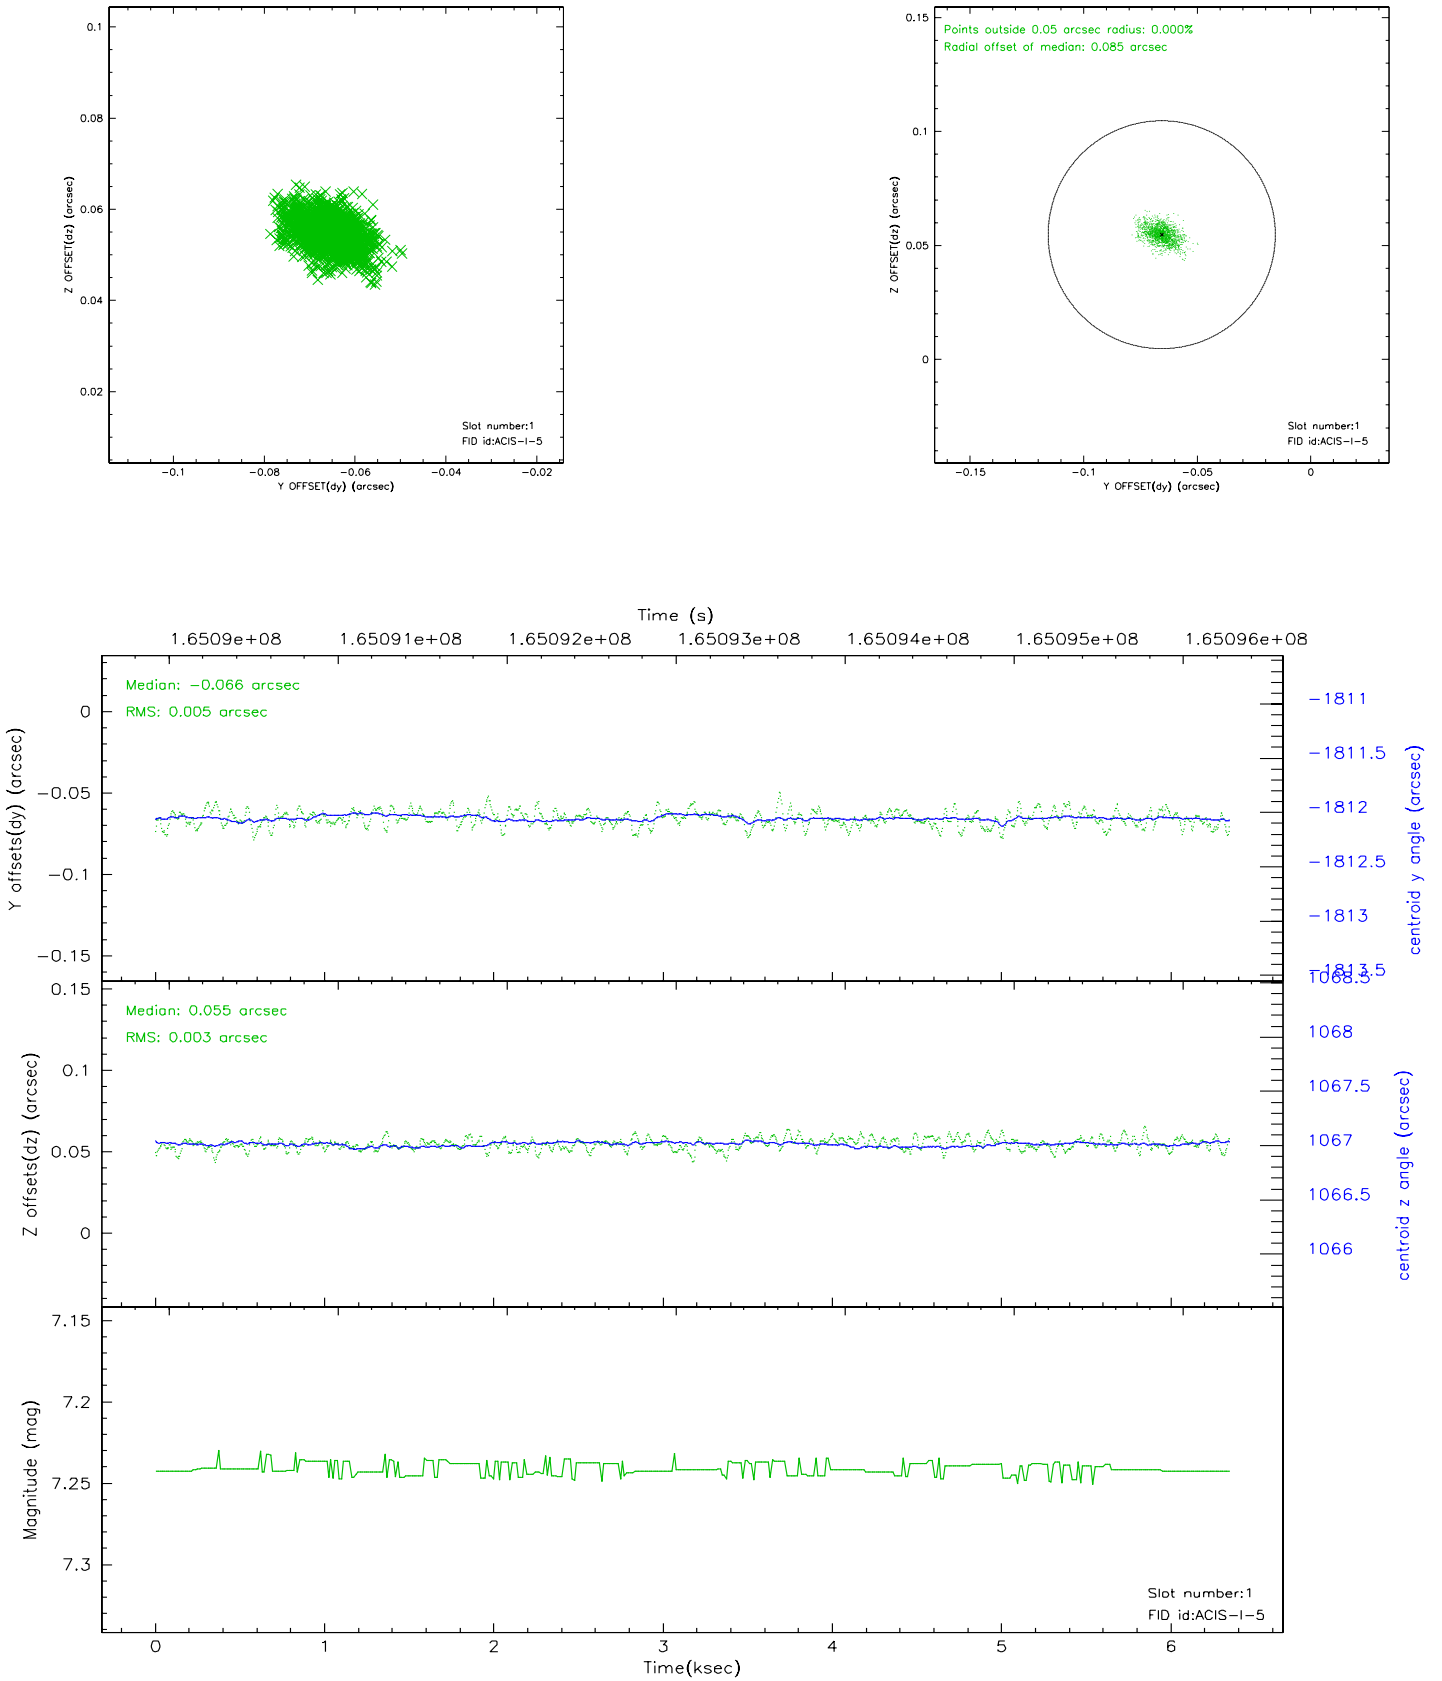 0.1
0.08
0.06
0.04
0.02
Z OFFSET(dz) (arcsec)
-0.1
-0.08
-0.06
-0.04
-0.02
Y OFFSET(dy) (arcsec)
Slot number:1
FID id:ACIS-I-5
Points outside 0.05 arcsec radius: 0.000%
Radial offset of median: 0.085 arcsec
0.15
0.1
0.05
0
Z OFFSET(dz) (arcsec)
-0.15
-0.1
-0.05
0
Y OFFSET(dy) (arcsec)
Slot number:1
FID id:ACIS-I-5
Time (s)
1.6509e+08
1.65091e+08
1.65092e+08
1.65093e+08
1.65094e+08
1.65095e+08
1.65096e+08
Median: -0.066 arcsec
RMS: 0.005 arcsec
0
-0.05
-0.1
-0.15
Y offsets(dy) (arcsec)
-1811
-1811.5
-1812
-1812.5
-1813
-1813.5
centroid y angle (arcsec)
Median: 0.055 arcsec
RMS: 0.003 arcsec
0.15
0.1
0.05
0
Z offsets(dz) (arcsec)
1068.5
1068
1067.5
1067
1066.5
1066
centroid z angle (arcsec)
7.15
7.2
7.25
7.3
Magnitude (mag)
Slot number:1
FID id:ACIS-I-5
0
1
2
3
4
5
6
Time(ksec)